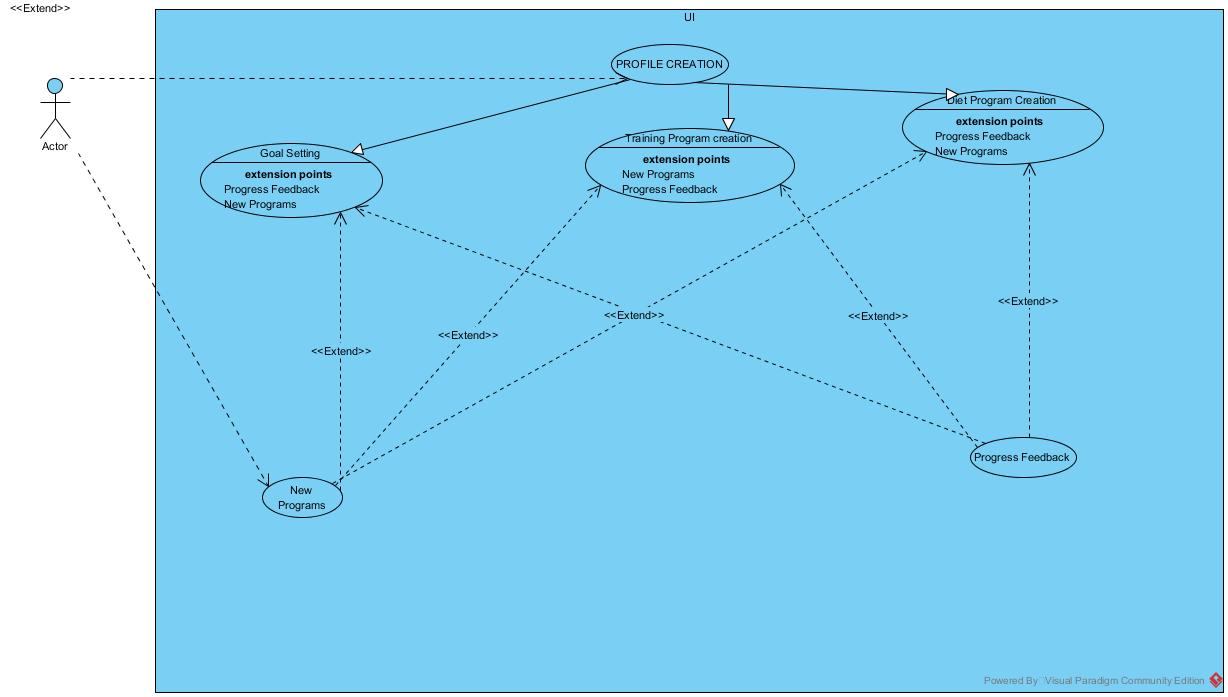 <<Extend>>
UI
PROFILE CREATION
Actor
Diet Program Creation
extension points
Progress Feedback
New Programs
Training Program creation
extension points
New Programs
Progress Feedback
Goal Setting
extension points
Progress Feedback
New Programs
<<Extend>>
<<Extend>>
<<Extend>>
<<Extend>>
<<Extend>>
Progress Feedback
New
Programs
Powered By Visual Paradigm Community Edition